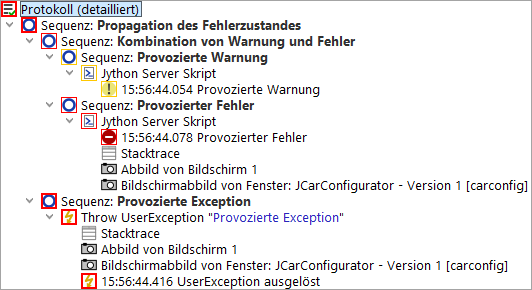 Protokoll (detailliert)
Sequenz: Propagation des Fehlerzustandes
Sequenz: Kombination von Warnung und Fehler
Sequenz: Provozierte Warnung
Jython Server Skript
15:56:44.054 Provozierte Warnung
Sequenz: Provozierter Fehler
Jython Server Skript
15:56:44.078 Provozierter Fehler
Stacktrace
Abbild von Bildschirm 1
Bildschirmabbild von Fenster: JCarConfigurator - Version 1 [carconfig]
Sequenz: Provozierte Exception
Throw UserException "Provozierte Exception"
Stacktrace
Abbild von Bildschirm 1
Bildschirmabbild von Fenster: JCarConfigurator - Version 1 [carconfig]
15:56:44.416 UserException ausgelöst